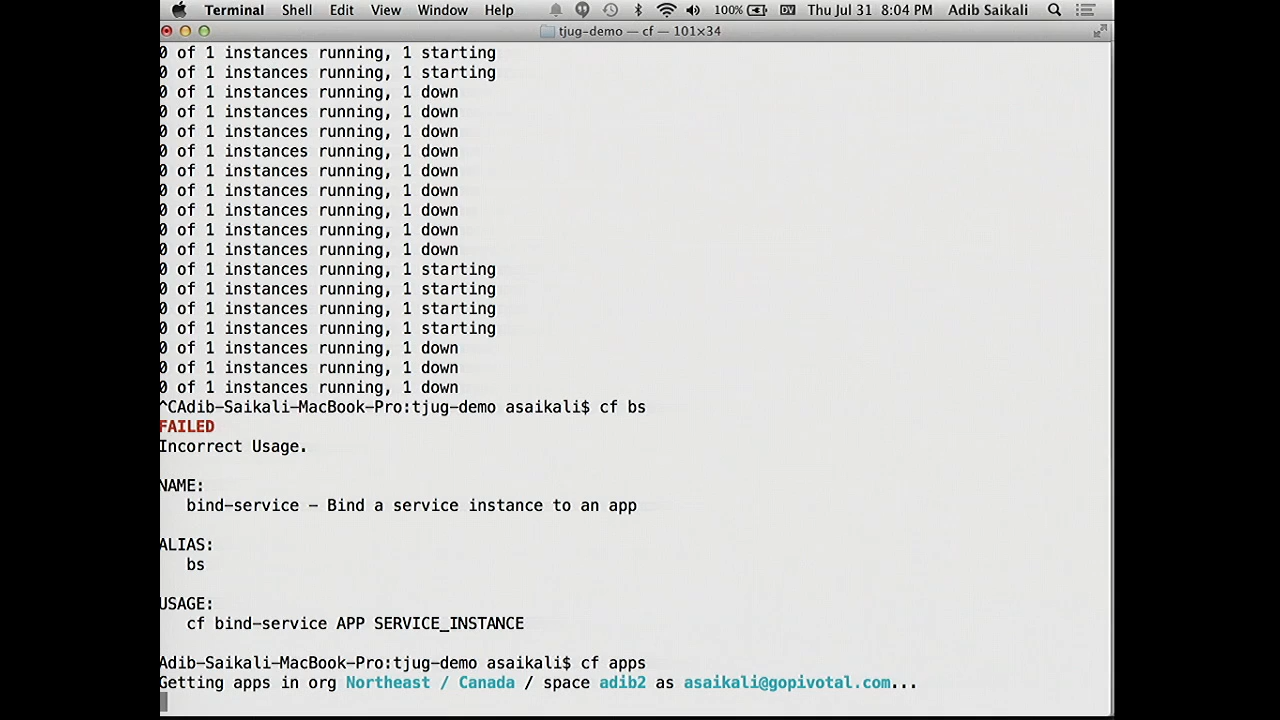 Terminal Shell Edit View Window Help 100% DV Thu Jul 31 8:04 PM Adib Saikali
tjug-demo — cf — 101×34
0 of 1 instances running, 1 starting
0 of 1 instances running, 1 starting
0 of 1 instances running, 1 down
0 of 1 instances running, 1 down
0 of 1 instances running, 1 down
0 of 1 instances running, 1 down
0 of 1 instances running, 1 down
0 of 1 instances running, 1 down
0 of 1 instances running, 1 down
0 of 1 instances running, 1 down
0 of 1 instances running, 1 down
0 of 1 instances running, 1 starting
0 of 1 instances running, 1 starting
0 of 1 instances running, 1 starting
0 of 1 instances running, 1 starting
0 of 1 instances running, 1 down
0 of 1 instances running, 1 down
0 of 1 instances running, 1 down
^CAdib-Saikali-MacBook-Pro:tjug-demo asaikali$ cf bs
FAILED
Incorrect Usage.
NAME:
bind-service - Bind a service instance to an app
ALIAS:
bs
USAGE:
cf bind-service APP SERVICE_INSTANCE
Adib-Saikali-MacBook-Pro:tjug-demo asaikali$ cf apps
Getting apps in org Northeast / Canada / space adib2 as asaikali@gopivotal.com...